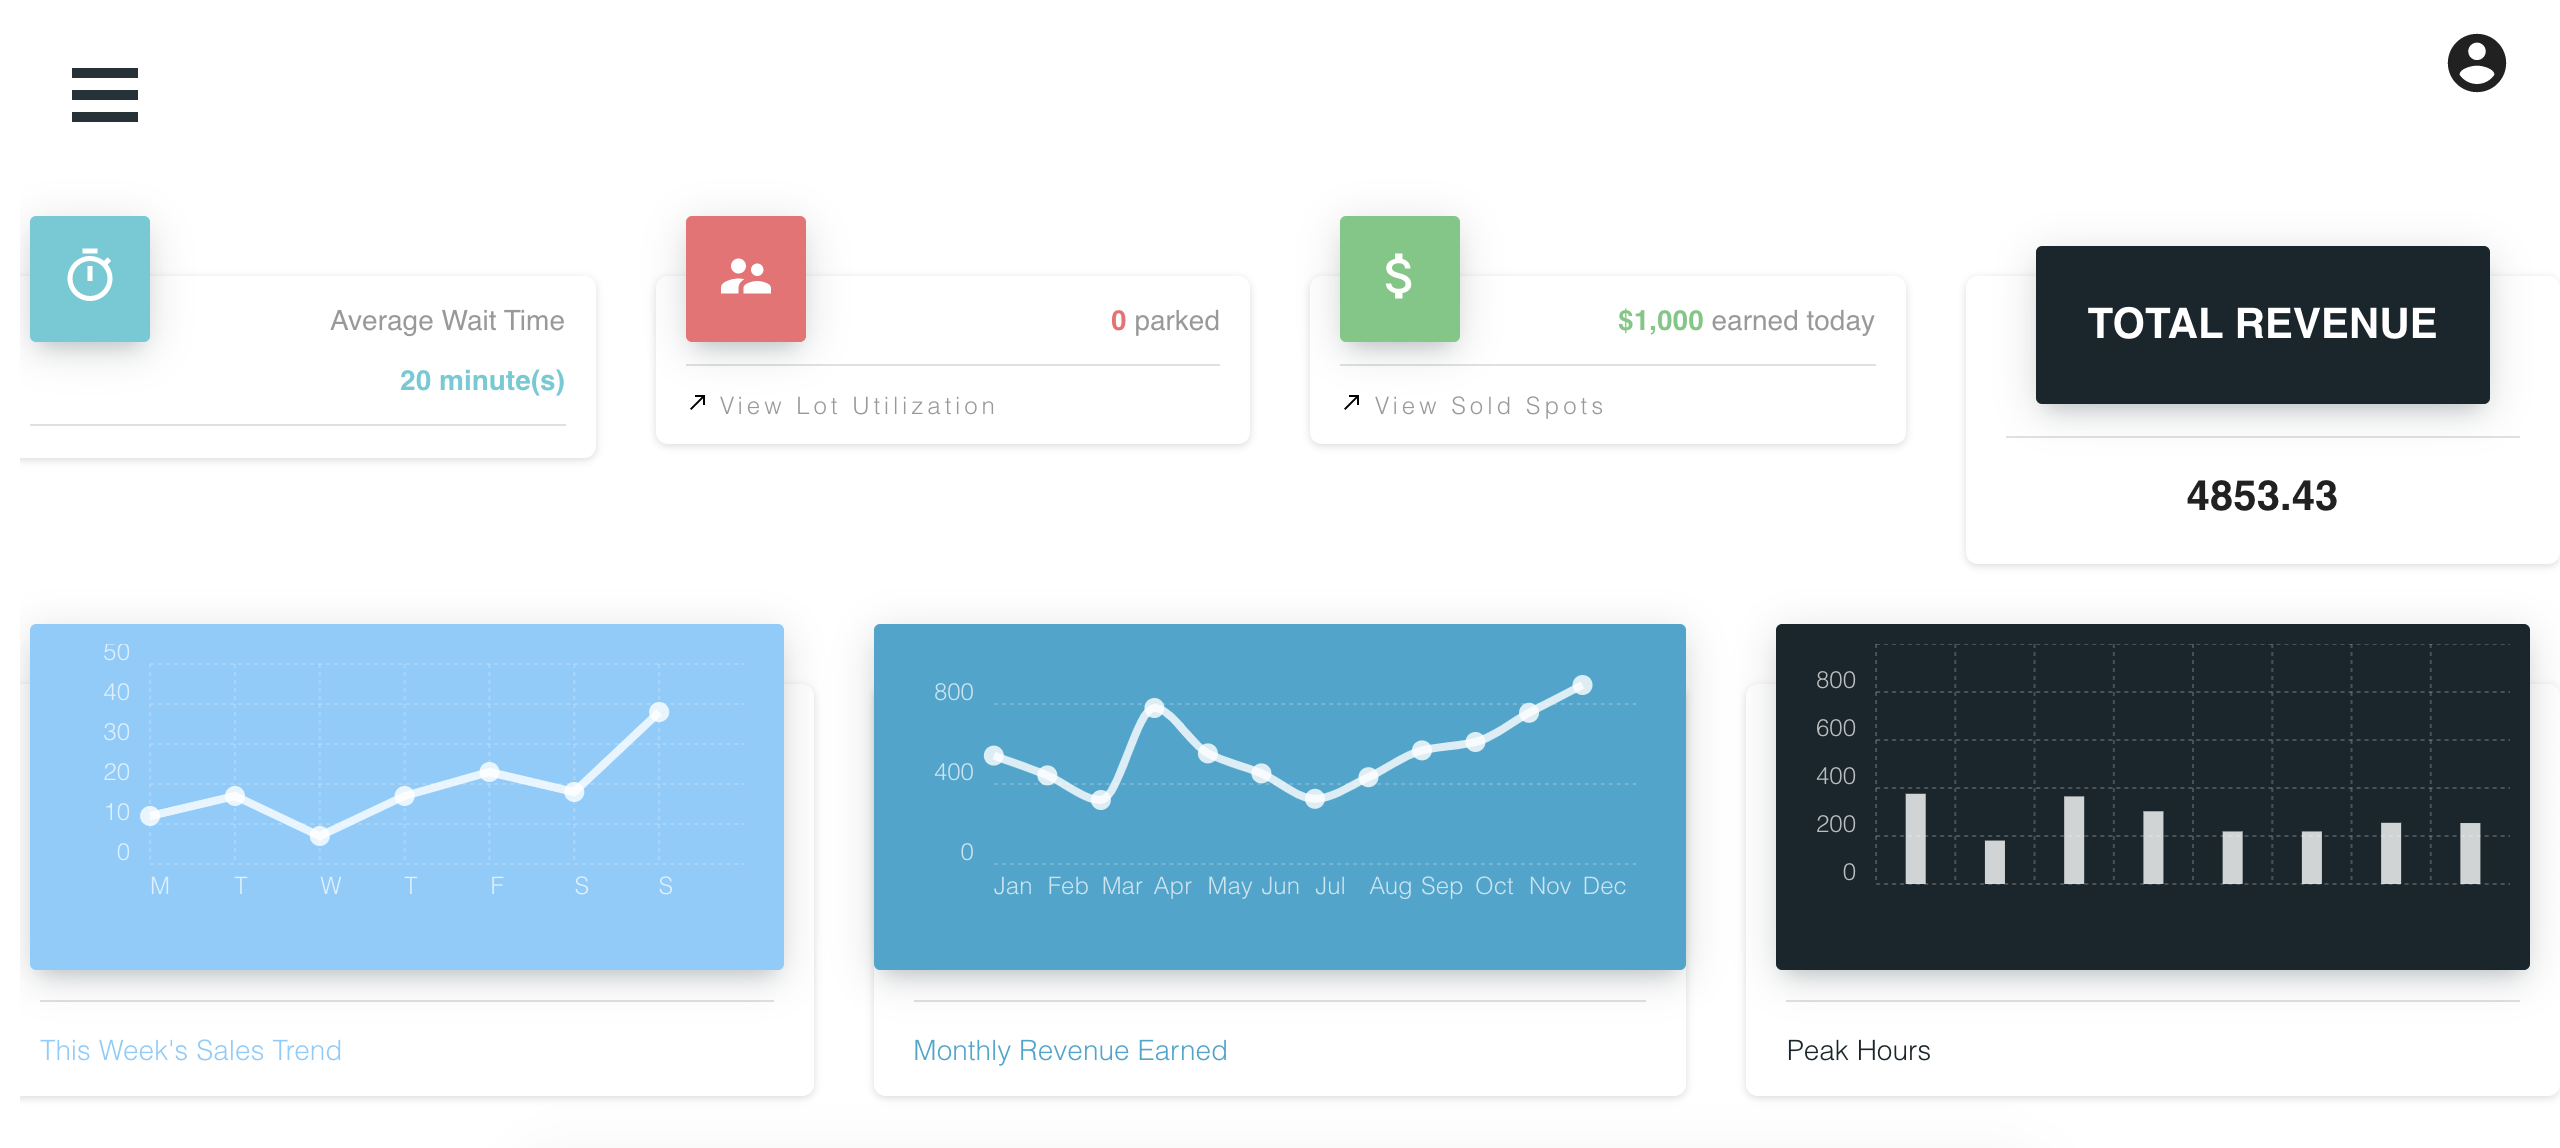 Average Wait Time
20 minute(s)
0 parked
View Lot Utilization
$1,000 earned today
View Sold Spots
TOTAL REVENUE
4853.43
50
40
30
20
10
0
M T W T F S S
This Week's Sales Trend
800
400
0
Jan Feb Mar Apr May Jun Jul Aug Sep Oct Nov Dec
Monthly Revenue Earned
800
600
400
200
0
Peak Hours